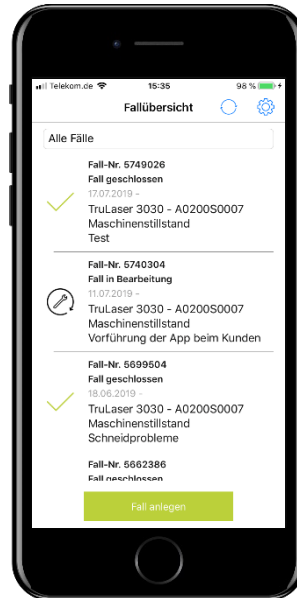 Telekom.de 15:35 98 %
Fallübersicht
Alle Fälle
Fall-Nr. 5749026
Fall geschlossen
17.07.2019 -
TruLaser 3030 - A0200S0007
Maschinenstillstand
Test
Fall-Nr. 5740304
Fall in Bearbeitung
11.07.2019 -
TruLaser 3030 - A0200S0007
Maschinenstillstand
Vorführung der App beim Kunden
Fall-Nr. 5699504
Fall geschlossen
18.06.2019 -
TruLaser 3030 - A0200S0007
Maschinenstillstand
Schneidprobleme
Fall-Nr. 5662386
Fall geschlossen
Fall anlegen